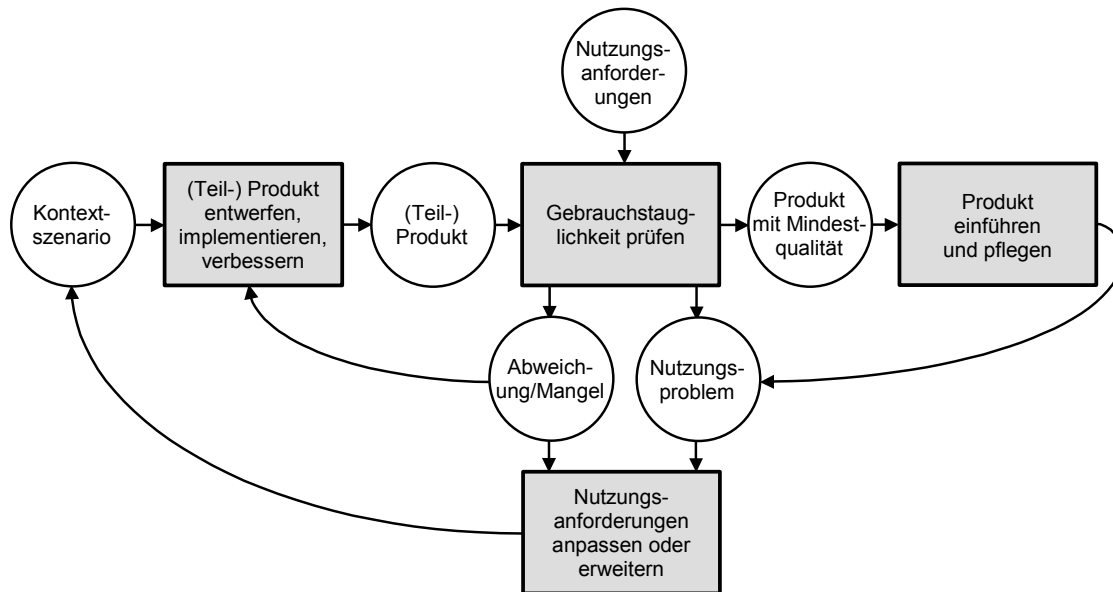 Nutzungs-
anforder-
ungen
Kontext-
szenario
(Teil-) Produkt
entwerfen,
implementieren,
verbessern
(Teil-)
Produkt
Gebrauchstaug-
lichkeit prüfen
Produkt
mit Mindest-
qualität
Produkt
einführen
und pflegen
Abweich-
ung/Mangel
Nutzungs-
problem
Nutzungs-
anforderungen
anpassen oder
erweitern